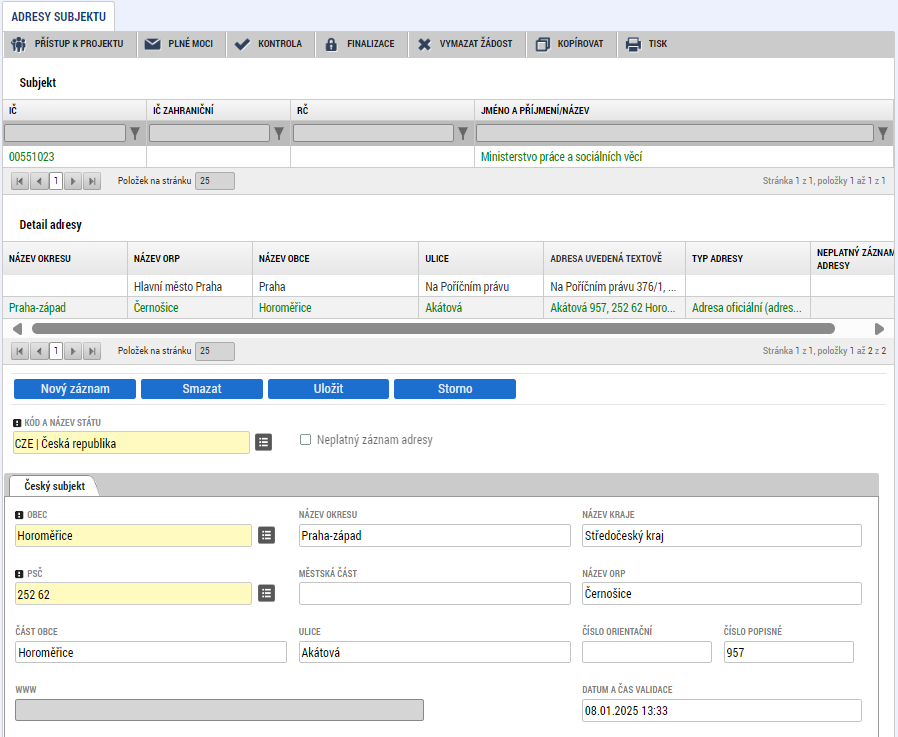 ADRESY SUBJEKTU
PŘÍSTUP K PROJEKTU PLNÉ MOCI KONTROLA FINALIZACE VYMAZAT ŽÁDOST KOPÍROVAT TISK
Subjekt
IČ IČ ZAHRANIČNÍ RČ JMÉNO A PŘÍJMENÍ/NÁZEV
00551023 Ministerstvo práce a sociálních věcí
1 Položek na stránku 25 Stránka 1 z 1, položky 1 až 1 z 1
Detail adresy
NÁZEV OKRESU NÁZEV ORP NÁZEV OBCE ULICE ADRESA UVEDENÁ TEXTOVĚ TYP ADRESY NEPLATNÝ ZÁZNAM
ADRESY
Hlavní město Praha Praha Na Poříčním právu Na Poříčním právu 376/1, ...
Praha-západ Černošice Horoměřice Akátová Akátová 957, 252 62 Horo... Adresa oficiální (adres...
1 Položek na stránku 25 Stránka 1 z 1, položky 1 až 2 z 2
Nový záznam Smazat Uložit Storno
KÓD A NÁZEV STÁTU
CZE | Česká republika Neplatný záznam adresy
Český subjekt
OBEC NÁZEV OKRESU NÁZEV KRAJE
Horoměřice Praha-západ Středočeský kraj
PSČ MĚSTSKÁ ČÁST NÁZEV ORP
252 62 Černošice
ČÁST OBCE ULICE ČÍSLO ORIENTAČNÍ ČÍSLO POPISNÉ
Horoměřice Akátová 957
WWW DATUM A ČAS VALIDACE
08.01.2025 13:33